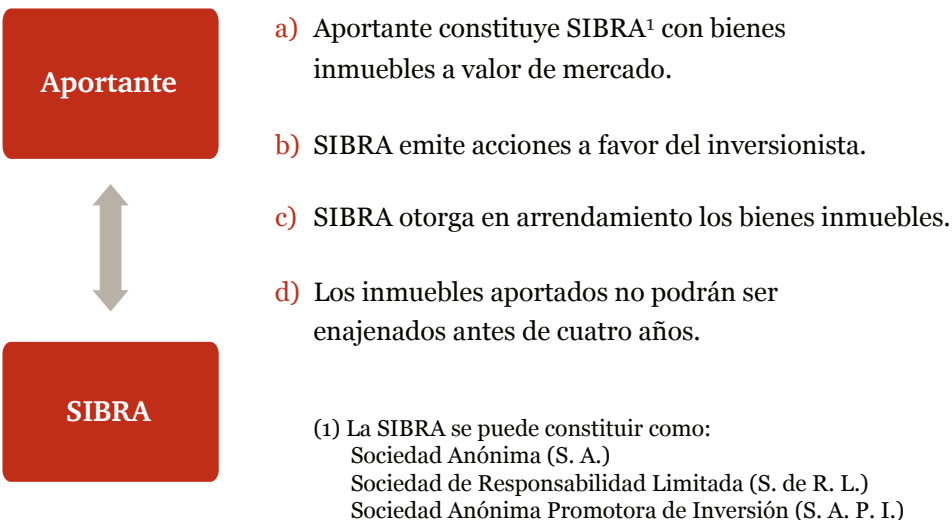 Aportante
a) Aportante constituye SIBRA¹ con bienes
inmuebles a valor de mercado.
b) SIBRA emite acciones a favor del inversionista.
c) SIBRA otorga en arrendamiento los bienes inmuebles.
d) Los inmuebles aportados no podrán ser
enajenados antes de cuatro años.
SIBRA
(1) La SIBRA se puede constituir como:
Sociedad Anónima (S. A.)
Sociedad de Responsabilidad Limitada (S. de R. L.)
Sociedad Anónima Promotora de Inversión (S. A. P. I.)